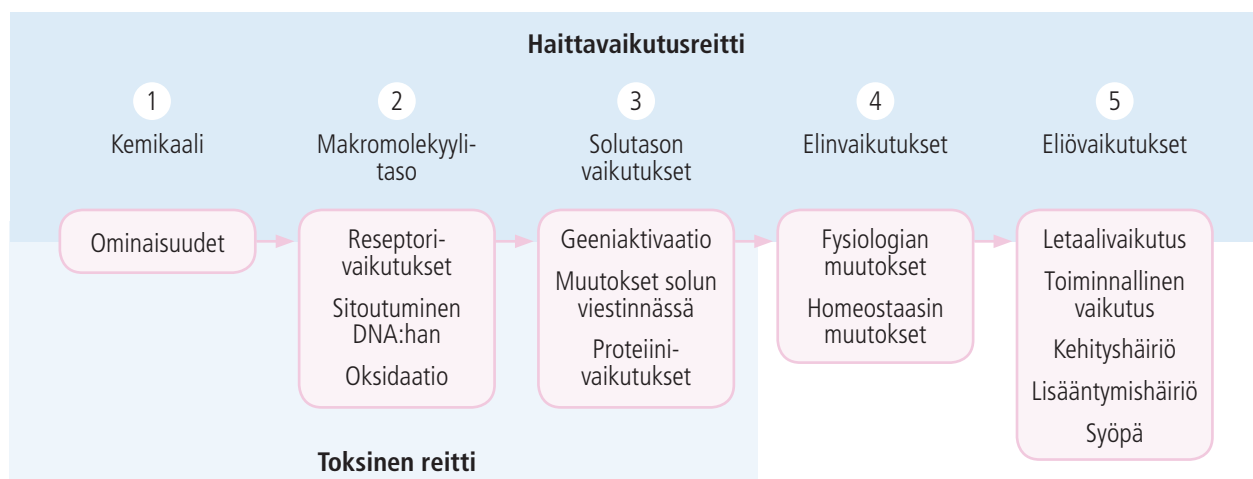 Haittavaikutusreitti
1
Kemikaali
2
Makromolekyyli-
taso
3
Solutason
vaikutukset
4
Elinvaikutukset
5
Eliövaikutukset
Ominaisuudet
Reseptori-
vaikutukset
Sitoutuminen
DNA:han
Oksidaatio
Geeniaktivaatio
Muutokset solun
viestinnässä
Proteiini-
vaikutukset
Fysiologian
muutokset
Homeostaasin
muutokset
Letaalivaikutus
Toiminnallinen
vaikutus
Kehityshäiriö
Lisääntymishäiriö
Syöpä
Toksinen reitti